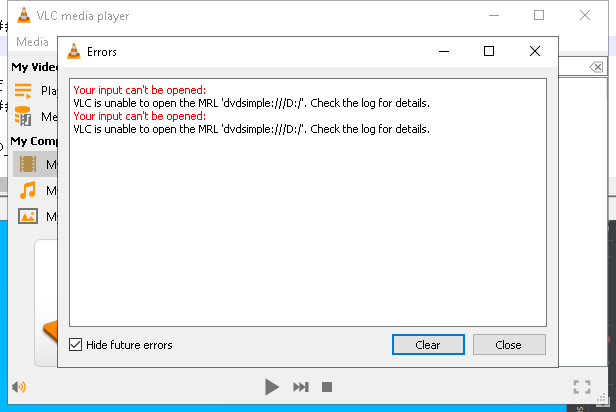 VLC media player
Media
Errors
My Video
Play
Me
My Comp
My
My
My
Your input can't be opened:
VLC is unable to open the MRL 'dvdsimple:///D:/'. Check the log for details.
Your input can't be opened:
VLC is unable to open the MRL 'dvdsimple:///D:/'. Check the log for details.
Hide future errors
Clear
Close